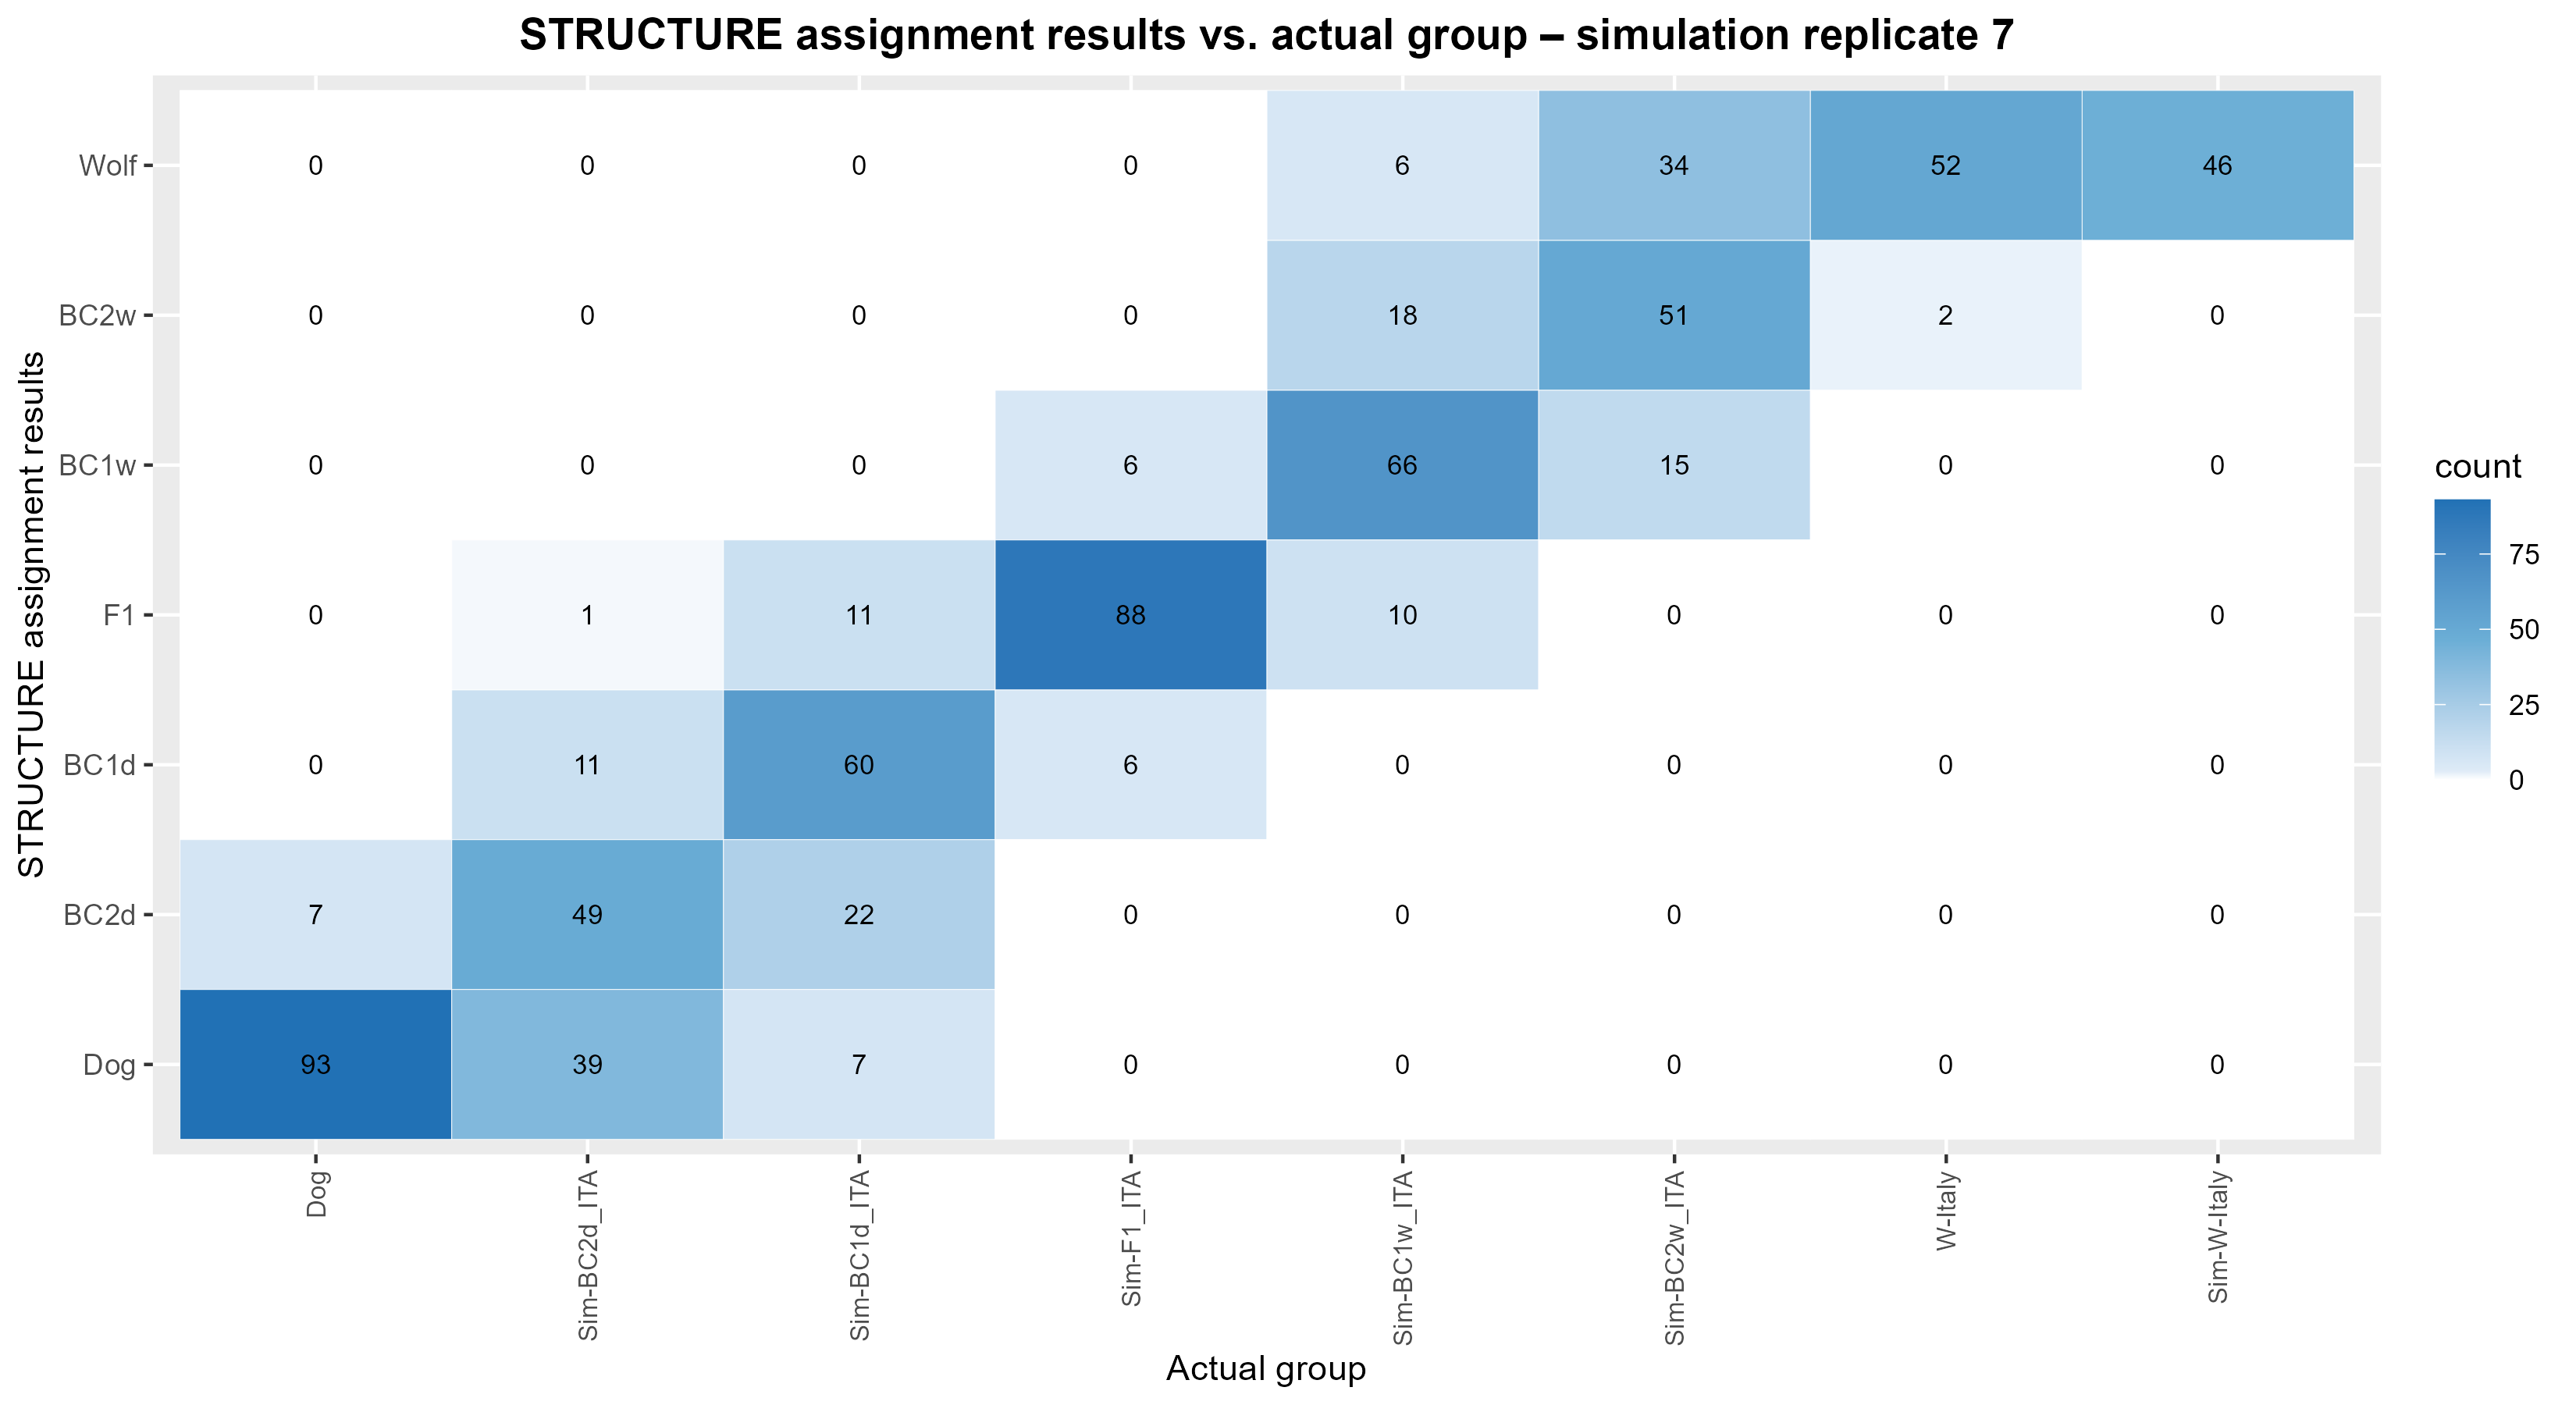 STRUCTURE assignment results vs. actual group – simulation replicate 7
STRUCTURE assignment results
Wolf 0 0 0 0 6 34 52 46
BC2w 0 0 0 0 18 51 2 0
BC1w 0 0 0 6 66 15 0 0
F1 0 1 11 88 10 0 0 0
BC1d 0 11 60 6 0 0 0 0
BC2d 7 49 22 0 0 0 0 0
Dog 93 39 7 0 0 0 0 0
Dog Sim-BC2d_ITA Sim-BC1d_ITA Sim-F1_ITA Sim-BC1w_ITA Sim-BC2w_ITA W-Italy Sim-W-Italy
Actual group
count
75
50
25
0